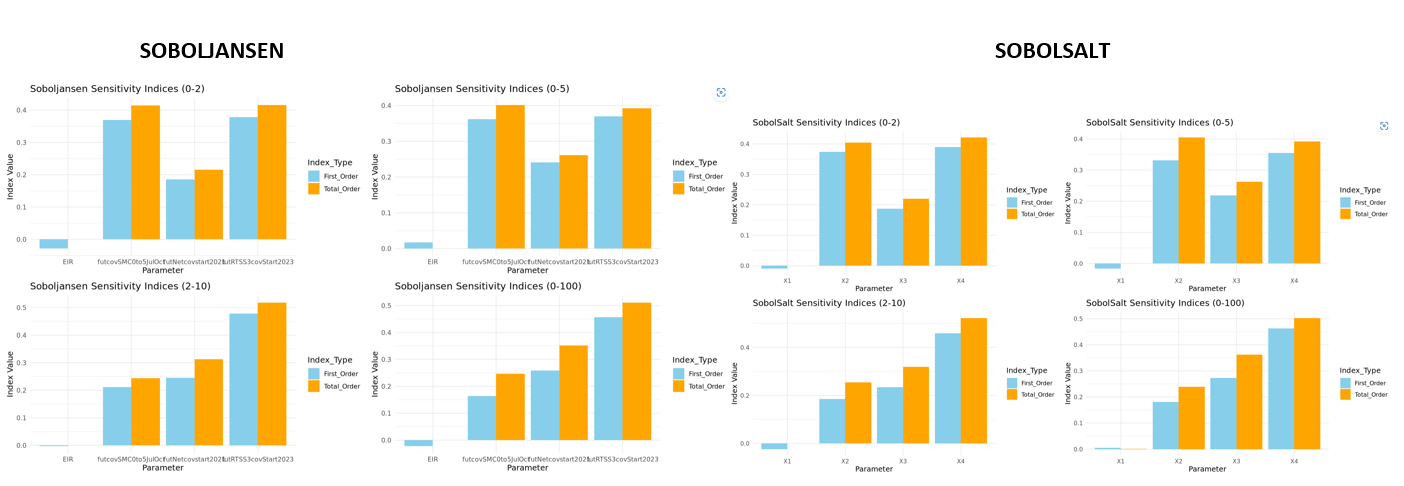 SOBOLJANSEN
SOBOLSALT
Soboljansen Sensitivity Indices (0-2)
Index Value
0.4
0.3
0.2
0.1
0.0
EIR
futcovSMC0to5JulOct
futRTSS3covStart2023
Parameter
Index_Type
First_Order
Total_Order
Soboljansen Sensitivity Indices (0-5)
Index Value
0.4
0.3
0.2
0.1
0.0
EIR
futcovSMC0to5JulOct
futRTSS3covStart2023
Parameter
Index_Type
First_Order
Total_Order
SobolSalt Sensitivity Indices (0-2)
Index Value
0.4
0.3
0.2
0.1
0.0
X1 X2 X3 X4
Parameter
Index_Type
First_Order
Total_Order
SobolSalt Sensitivity Indices (0-5)
Index Value
0.4
0.3
0.2
0.1
0.0
X1 X2 X3 X4
Parameter
Index_Type
First_Order
Total_Order
Soboljansen Sensitivity Indices (2-10)
Index Value
0.5
0.4
0.3
0.2
0.1
0.0
EIR
futcovSMC0to5JulOct
futRTSS3covStart2023
Parameter
Index_Type
First_Order
Total_Order
Soboljansen Sensitivity Indices (0-100)
Index Value
0.5
0.4
0.3
0.2
0.1
0.0
EIR
futcovSMC0to5JulOct
futRTSS3covStart2023
Parameter
Index_Type
First_Order
Total_Order
SobolSalt Sensitivity Indices (2-10)
Index Value
0.4
0.2
0.0
X1 X2 X3 X4
Parameter
Index_Type
First_Order
Total_Order
SobolSalt Sensitivity Indices (0-100)
Index Value
0.5
0.4
0.3
0.2
0.1
0.0
X1 X2 X3 X4
Parameter
Index_Type
First_Order
Total_Order